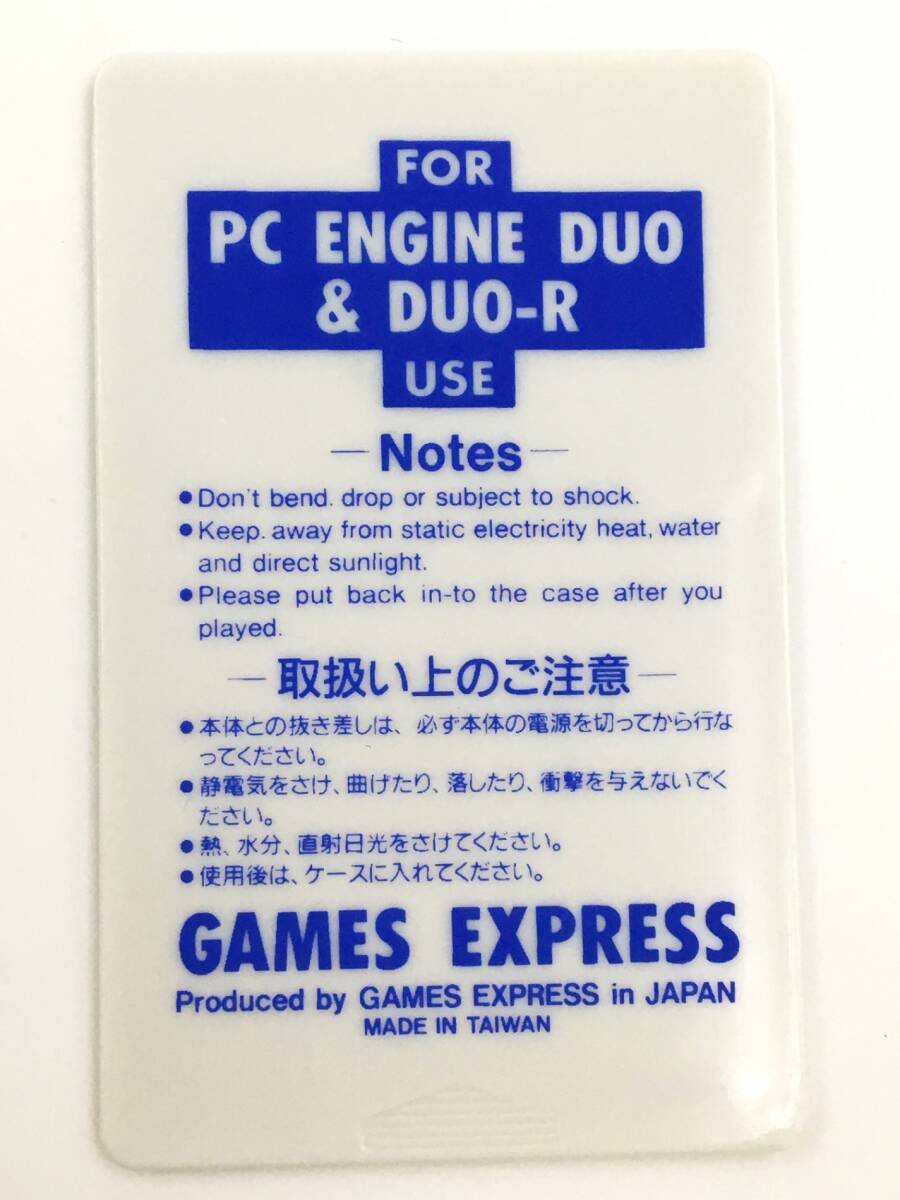 FOR
PC ENGINE DUO
& DUO-R
USE
Notes
●Don't bend. drop or subject to shock.
●Keep. away from static electricity heat, water
and direct sunlight.
●Please put back in-to the case after you
played.
取扱い上のご注意
●本体との抜き差しは、必ず本体の電源を切ってから行な
ってください。
●静電気をさけ、曲げたり、落したり、衝撃を与えないでく
ださい。
●熱、水分、直射日光をさけてください。
●使用後は、ケースに入れてください。
GAMES EXPRESS
Produced by GAMES EXPRESS in JAPAN
MADE IN TAIWAN